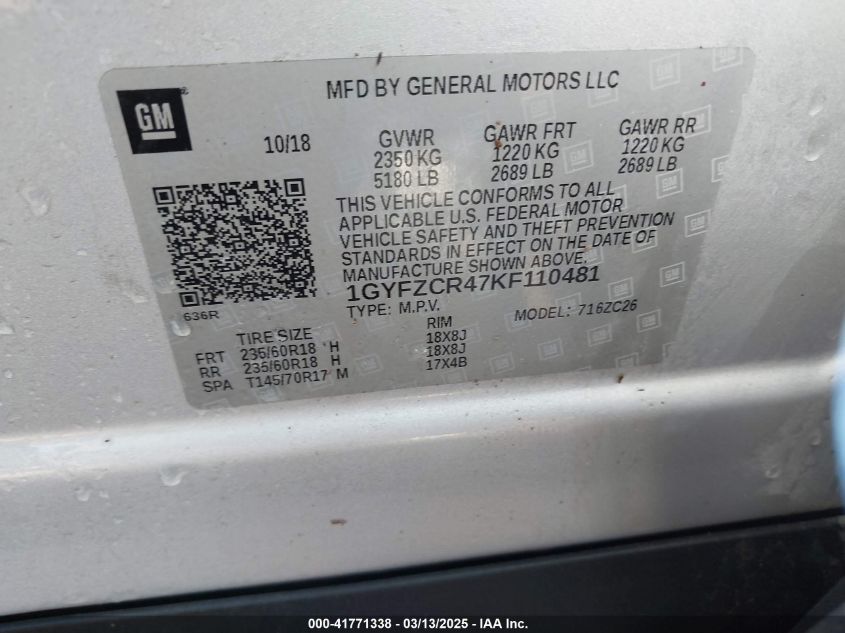 GM
®
MFD BY GENERAL MOTORS LLC
10/18
GVWR
2350 KG
5180 LB
GAWR FRT
1220 KG
2689 LB
GAWR RR
1220 KG
2689 LB
THIS VEHICLE CONFORMS TO ALL
APPLICABLE U.S. FEDERAL MOTOR
VEHICLE SAFETY AND THEFT PREVENTION
STANDARDS IN EFFECT ON THE DATE OF
MANUFACTURE SHOWN ABOVE.
1GYFZCR47KF110481
TYPE: M.P.V.
MODEL: 716ZC26
636R
TIRE SIZE
RIM
FRT 235/60R18 H 18X8J
RR 235/60R18 H 18X8J
SPA T145/70R17 M 17X4B
000-41771338 - 03/13/2025 - IAA Inc.